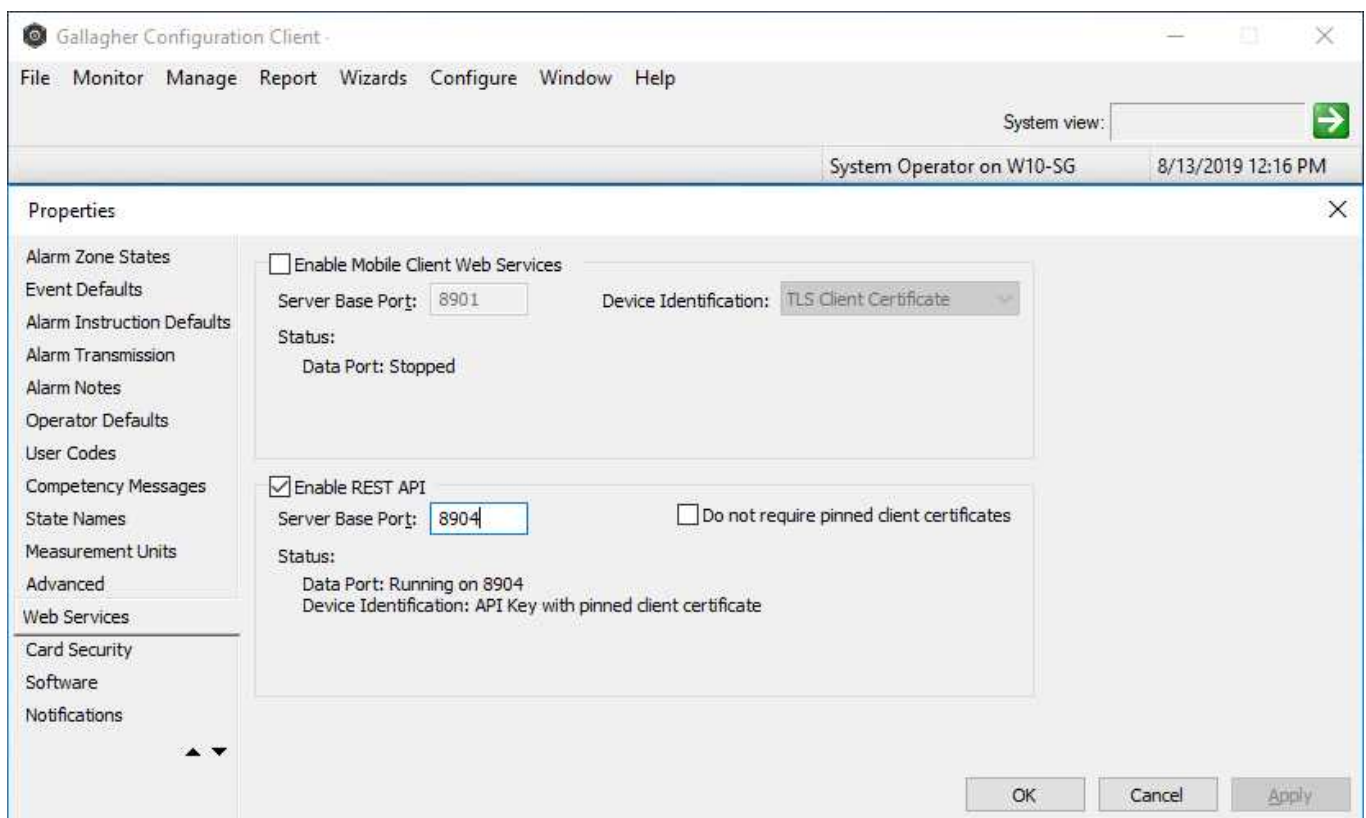 Gallagher Configuration Client -
File Monitor Manage Report Wizards Configure Window Help
System view:
System Operator on W10-SG 8/13/2019 12:16 PM
Properties
Alarm Zone States
Event Defaults
Alarm Instruction Defaults
Alarm Transmission
Alarm Notes
Operator Defaults
User Codes
Competency Messages
State Names
Measurement Units
Advanced
Web Services
Card Security
Software
Notifications
Enable Mobile Client Web Services
Server Base Port: 8901 Device Identification: TLS Client Certificate
Status:
Data Port: Stopped
Enable REST API
Server Base Port: 8904 Do not require pinned client certificates
Status:
Data Port: Running on 8904
Device Identification: API Key with pinned client certificate
OK Cancel Apply